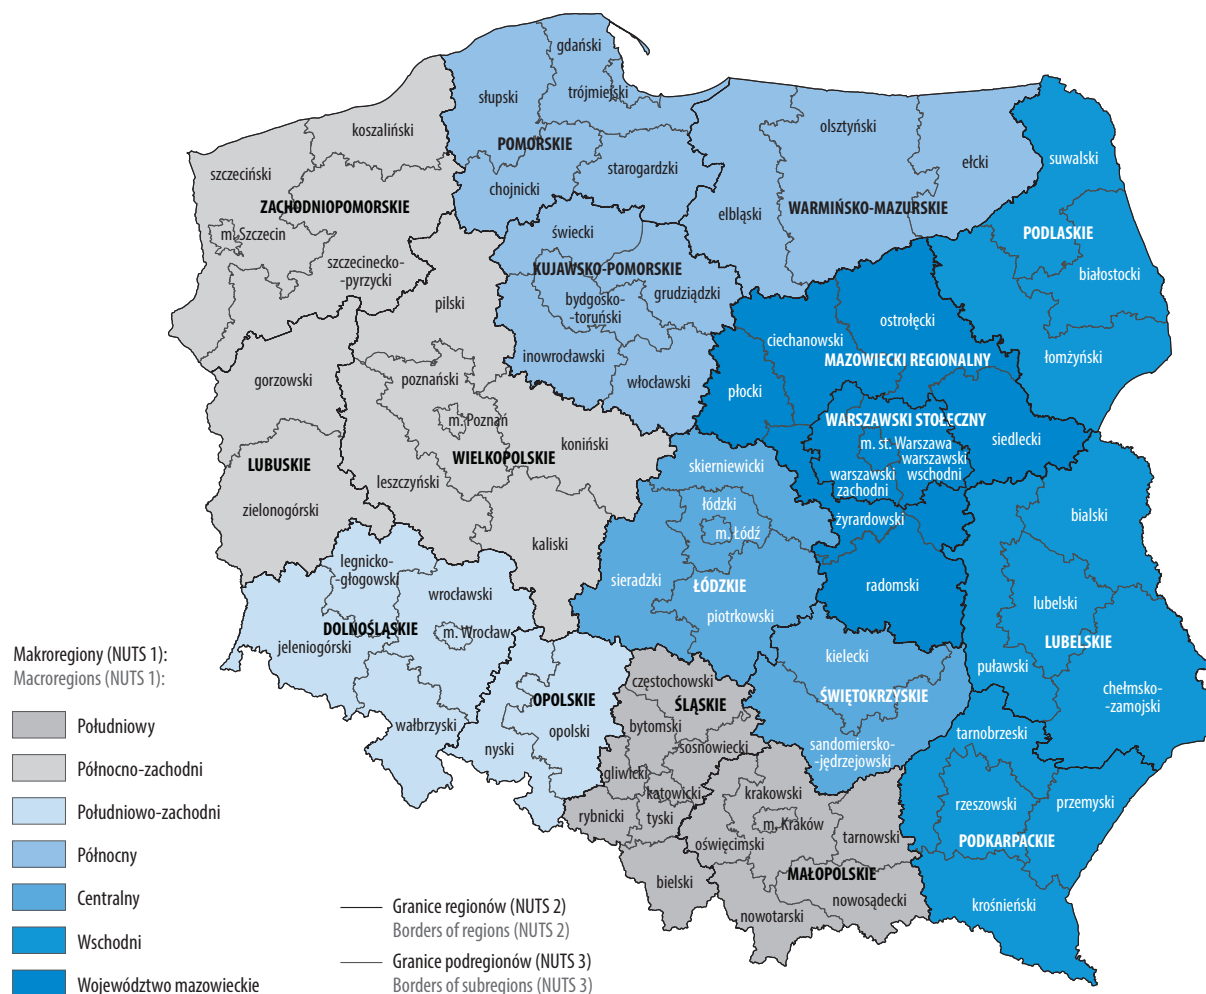 gdański
słupski
trójmiejski
koszaliński
olsztyński
POMORSKIE
ełcki
suwalski
szczeciński
starogardzki
chojnicki
ZACHODNIOPOMORSKIE
elbląski
WARMIŃSKO-MAZURSKIE
m. Szczecin
świecki
PODLASKIE
szczecinecko-
-pyrzycki
KUJAWSKO-POMORSKIE
białostocki
grudziądzki
pilski
bydgosko-
-toruński
ostrołęcki
ciechanowski
inowrocławski
MAZOWIECKI REGIONALNY
łomżyński
gorzowski
poznański
włocławski
płocki
m. Poznań
WARSZAWSKI STOŁECZNY
koniński
m. st. Warszawa
siedlecki
LUBUSKIE
WIELKOPOLSKIE
skierniewicki
warszawski
wschodni
leszczyński
warszawski
zachodni
zielonogórski
łódzki
żyrardowski
bialski
m. Łódź
kaliski
legnicko-
-głogowski
sieradzki
ŁÓDZKIE
radomski
wrocławski
lubelski
piotrkowski
DOLNOŚLĄSKIE
m. Wrocław
LUBELSKIE
jeleniogórski
kielecki
puławski
częstochowski
chełmsko-
-zamojski
OPOLSKIE
ŚLĄSKIE
ŚWIĘTOKRZYSKIE
wałbrzyski
opolski
bytomski
tarnobrzeski
nyski
sosnowiecki
sandomiersko-
-jędrzejowski
gliwicki
katowicki
krakowski
rzeszowski
przemyski
rybnicki
tyski
m. Kraków
tarnowski
oświęcimski
PODKARPACKIE
bielski
MAŁOPOLSKIE
nowosądecki
krośnieński
nowotarski
Makroregiony (NUTS 1):
Macroregions (NUTS 1):
Południowy
Północno-zachodni
Południowo-zachodni
Północny
Centralny
Wschodni
Województwo mazowieckie
Granice regionów (NUTS 2)
Borders of regions (NUTS 2)
Granice podregionów (NUTS 3)
Borders of subregions (NUTS 3)